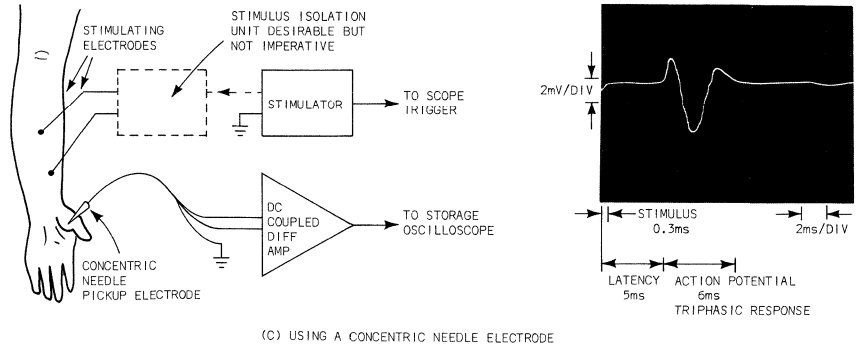 STIMULATING
ELECTRODES
STIMULUS ISOLATION
UNIT DESIRABLE BUT
NOT IMPERATIVE
STIMULATOR
TO SCOPE
TRIGGER
DC
COUPLED
DIFF
AMP
TO STORAGE
OSCILLOSCOPE
CONCENTRIC
NEEDLE
PICKUP ELECTRODE
2mV/DIV
STIMULUS
0.3ms
2ms/DIV
LATENCY
5ms
ACTION POTENTIAL
6ms
TRIPHASIC RESPONSE
(C) USING A CONCENTRIC NEEDLE ELECTRODE